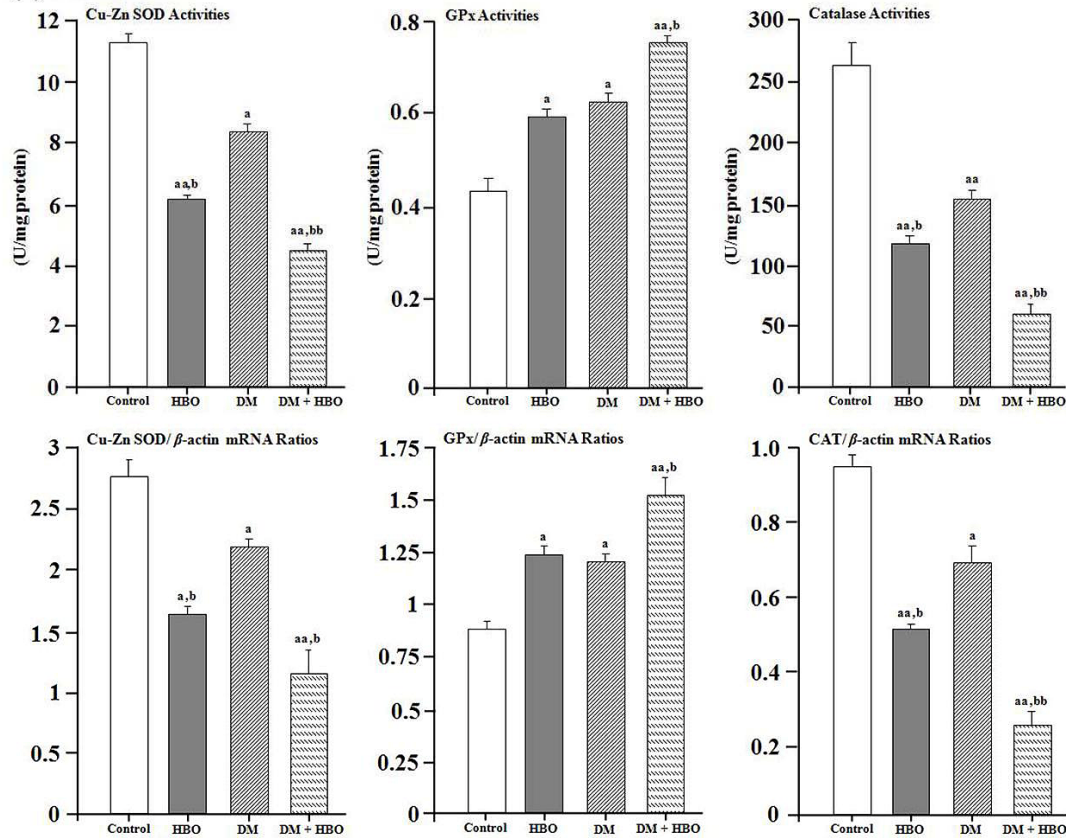 Cu-Zn SOD Activities
(U/mg protein)
12
10
8
6
4
2
0
aa,b
a
aa,bb
Control HBO DM DM + HBO
GPx Activities
(U/mg protein)
0.8
0.6
0.4
0.2
0
a
a
aa,b
Control HBO DM DM + HBO
Catalase Activities
(U/mg protein)
300
250
200
150
100
50
0
aa,b
aa
aa,bb
Control HBO DM DM + HBO
Cu-Zn SOD/ β-actin mRNA Ratios
3
2.5
2
1.5
1
0.5
0
a,b
a
aa,b
Control HBO DM DM + HBO
GPx/ β-actin mRNA Ratios
1.75
1.5
1.25
1
0.75
0.5
0.25
0
a
a
aa,b
Control HBO DM DM + HBO
CAT/ β-actin mRNA Ratios
1.0
0.8
0.6
0.4
0.2
0
aa,b
a
aa,bb
Control HBO DM DM + HBO